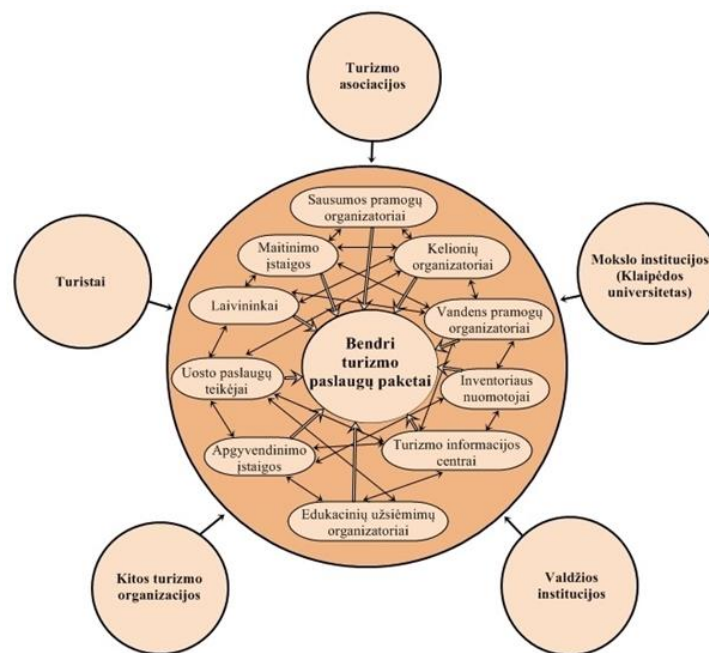 Turizmo
asociacijos
Sausumos pramogų
organizatoriai
Maitinimo
įstaigos
Kelionių
organizatoriai
Turistai
Mokslo institucijos
(Klaipėdos
universitetas)
Laivininkai
Vandens pramogų
organizatoriai
Bendri
turizmo
paslaugų paketai
Uosto paslaugų
teikėjai
Inventoriaus
nuomotojai
Apgyvendinimo
įstaigos
Turizmo informacijos
centrai
Edukacinių užsiėmimų
organizatoriai
Kitos turizmo
organizacijos
Valdžios
institucijos